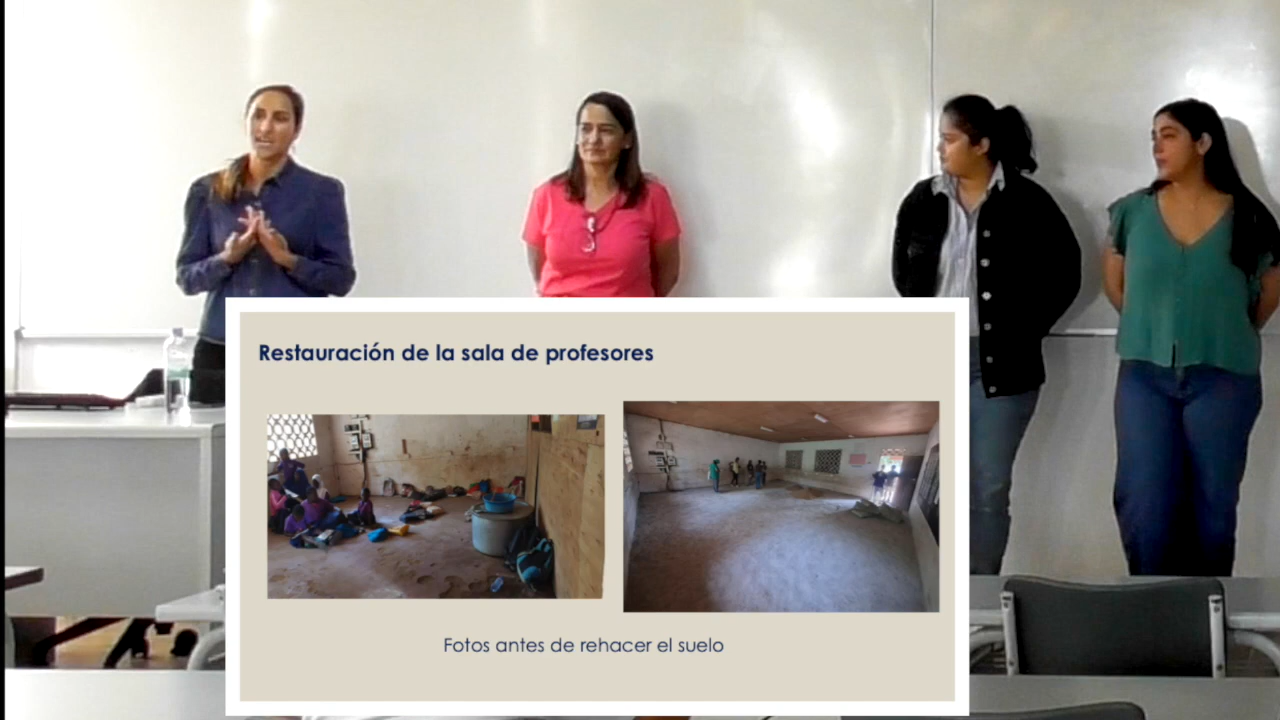 Restauración de la sala de profesores
Fotos antes de rehacer el suelo